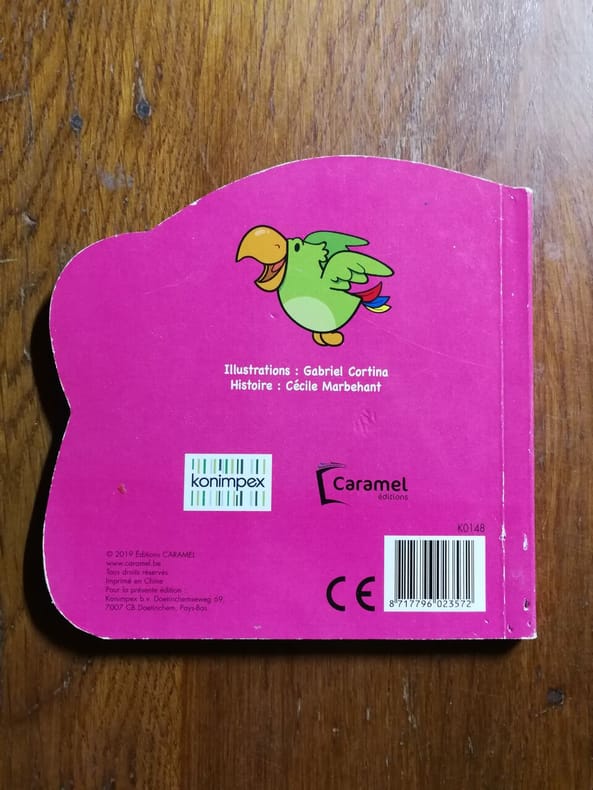 Illustrations : Gabriel Cortina
Histoire : Cécile Marbehant
konimpex
Caramel
éditions
K0148
© 2019 Éditions CARAMEL
www.caramel.be
Tous droits réservés
Imprimé en Chine
Pour la présente édition :
Konimpex b.v. Doetinchemseweg 69,
7007 CB Doetinchem, Pays-Bas
CE
8 717796 023572